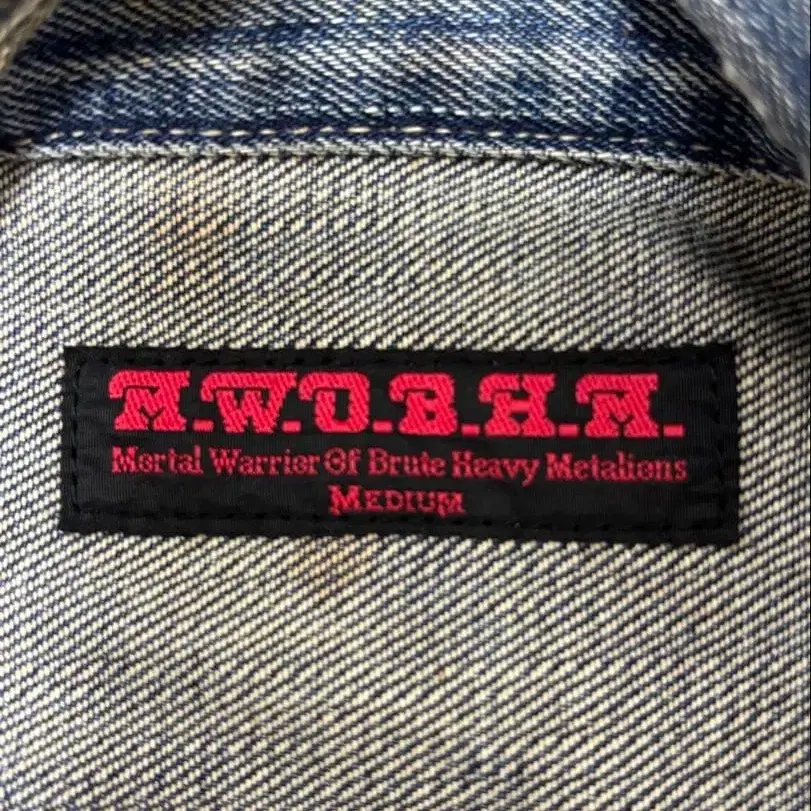 M.W.O.B.H.M.
Mortal Warrior Of Brute Heavy Metalions
MEDIUM